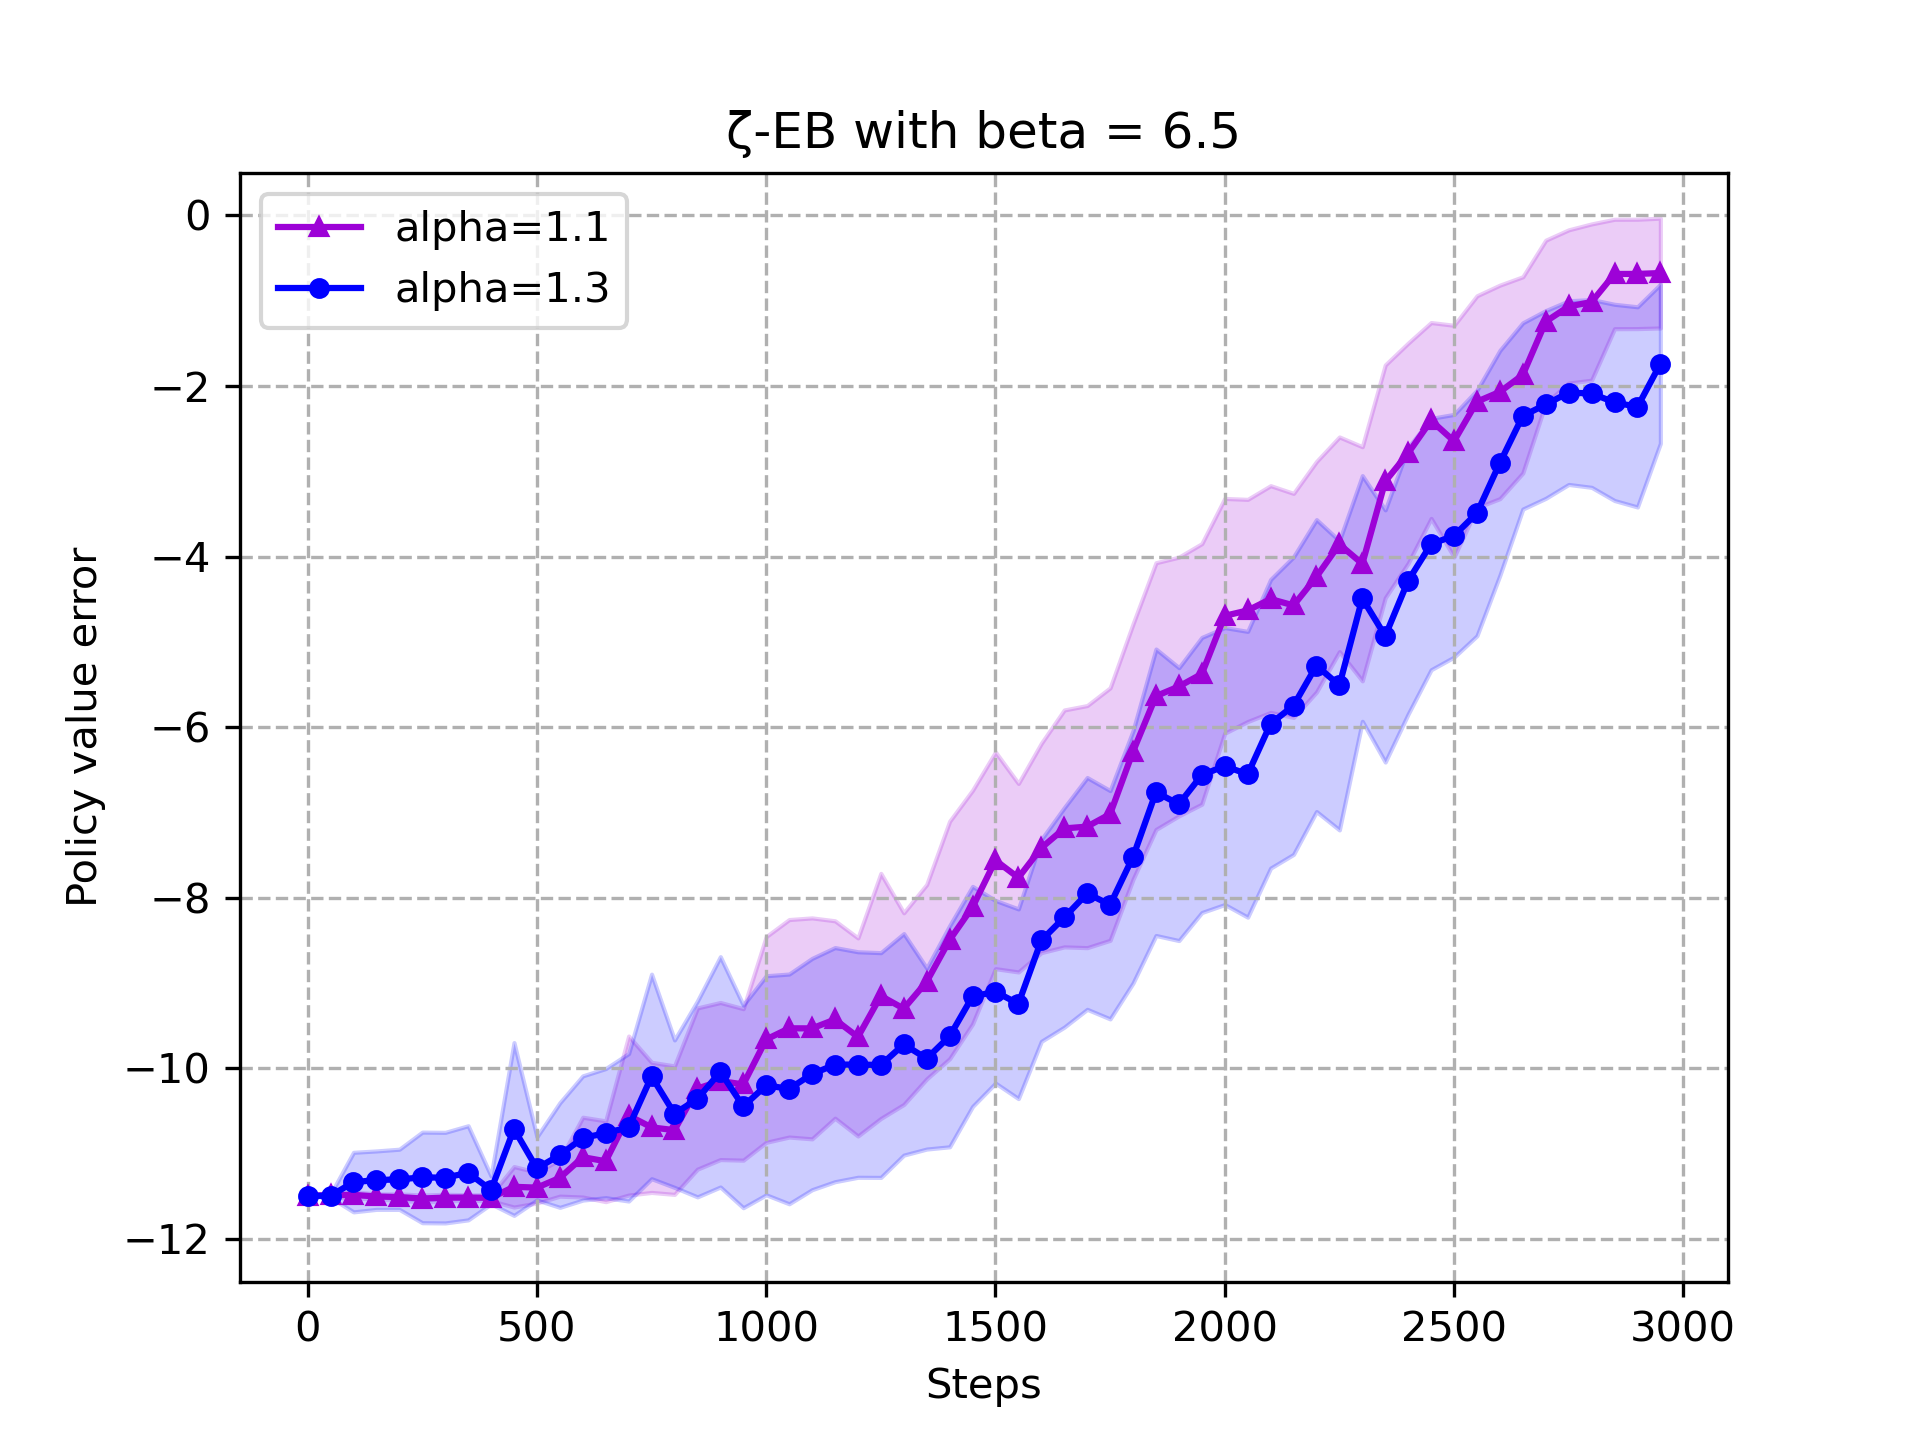 ζ-EB with beta = 6.5
alpha=1.1
alpha=1.3
Policy value error
0
−2
−4
−6
−8
−10
−12
0 500 1000 1500 2000 2500 3000
Steps